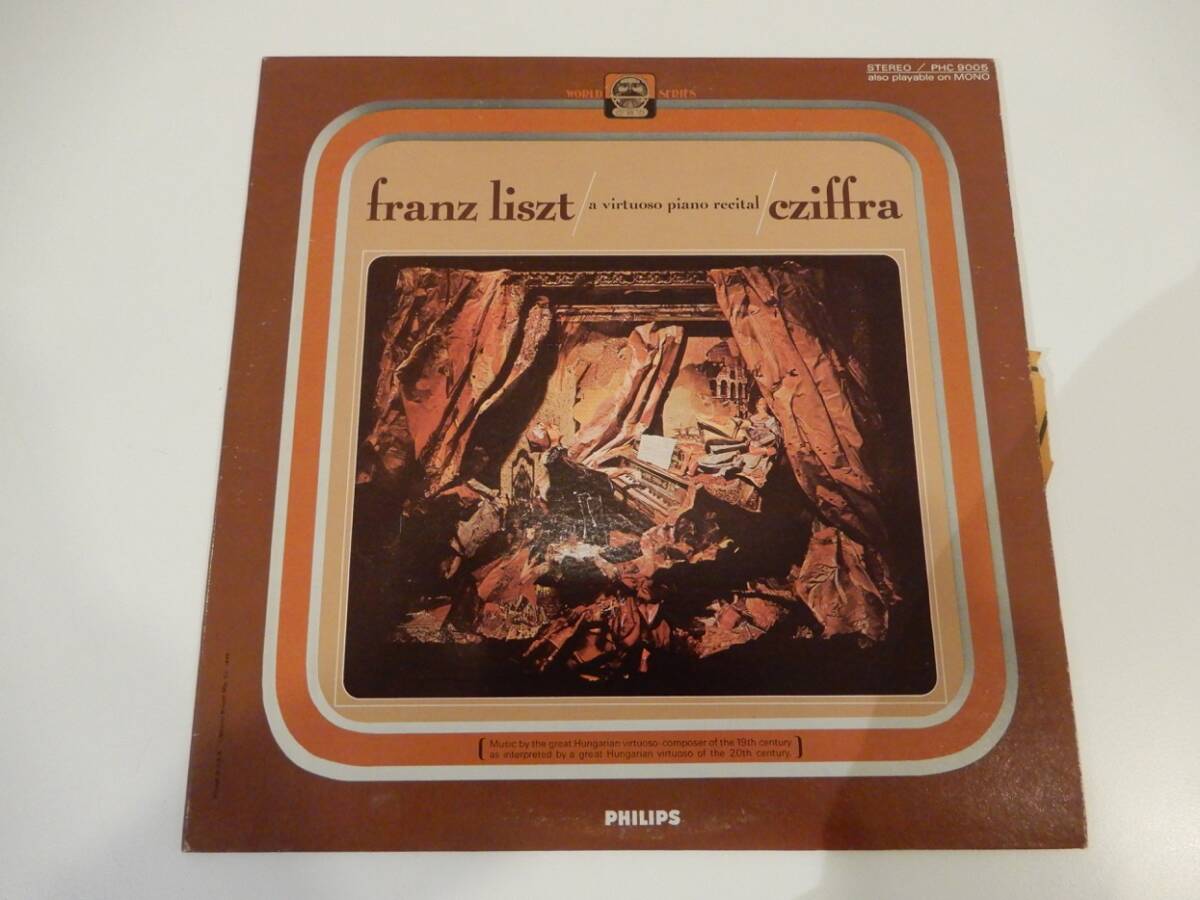 STEREO / PHC 9005
also playable on MONO
WORLD SERIES
franz liszt / a virtuoso piano recital / cziffra
[ Music by the great Hungarian virtuoso-composer of the 19th century
as interpreted by a great Hungarian virtuoso of the 20th century. ]
PHILIPS